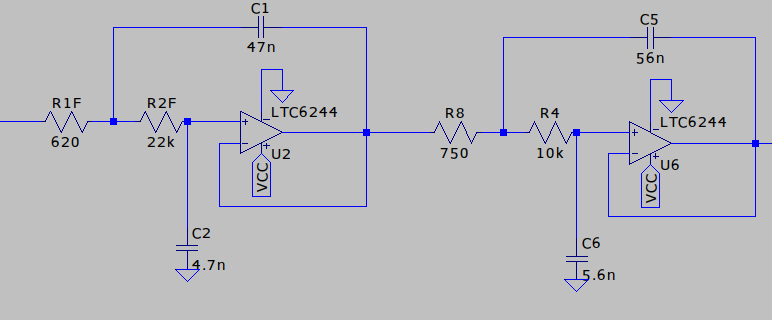 C1
47n
R1F
620
R2F
22k
LTC6244
+
−
−
+
U2
VCC
C2
4.7n
R8
750
C5
56n
R4
10k
LTC6244
+
−
−
+
U6
VCC
C6
5.6n